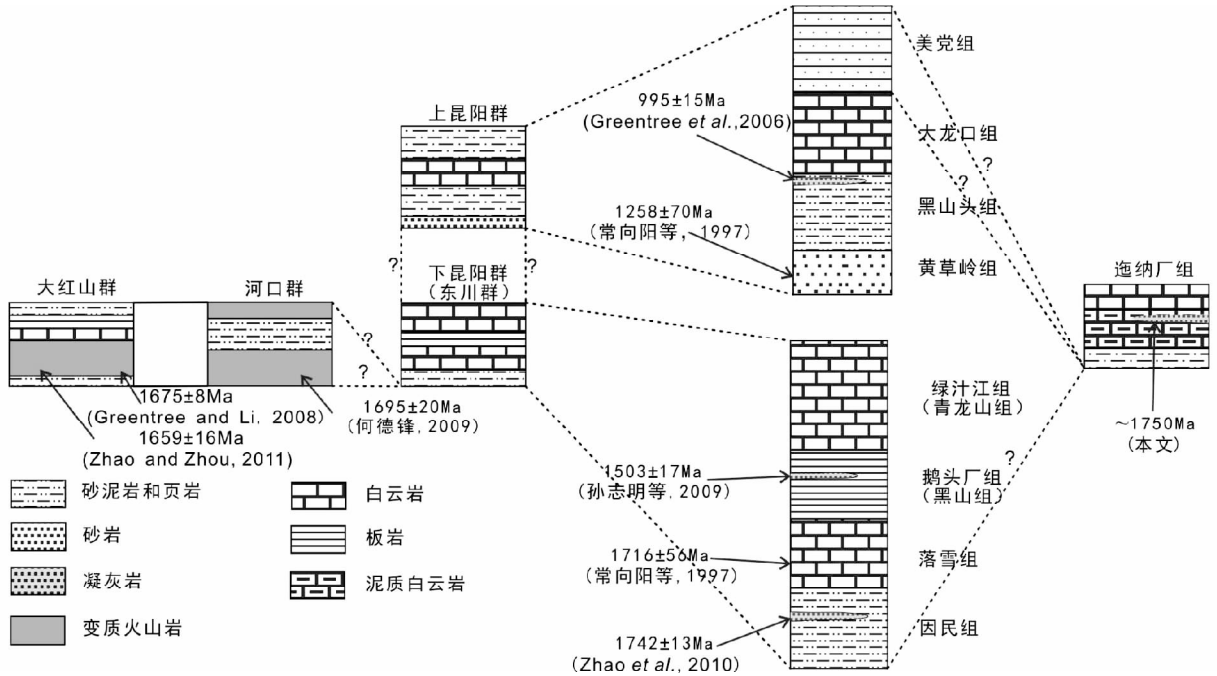 美党组
995±15Ma
(Greentree et al.,2006)
大龙口组
?
?
黑山头组
1258±70Ma
(常向阳等, 1997)
黄草岭组
上昆阳群
?
?
下昆阳群
(东川群)
大红山群
河口群
?
?
迤纳厂组
1675±8Ma
(Greentree and Li, 2008)
1659±16Ma
(Zhao and Zhou, 2011)
1695±20Ma
(何德锋, 2009)
~1750Ma
(本文)
绿汁江组
(青龙山组)
1503±17Ma
(孙志明等, 2009)
?
鹅头厂组
(黑山组)
1716±56Ma
(常向阳等, 1997)
落雪组
1742±13Ma
(Zhao et al., 2010)
因民组
砂泥岩和页岩
白云岩
砂岩
板岩
凝灰岩
泥质白云岩
变质火山岩